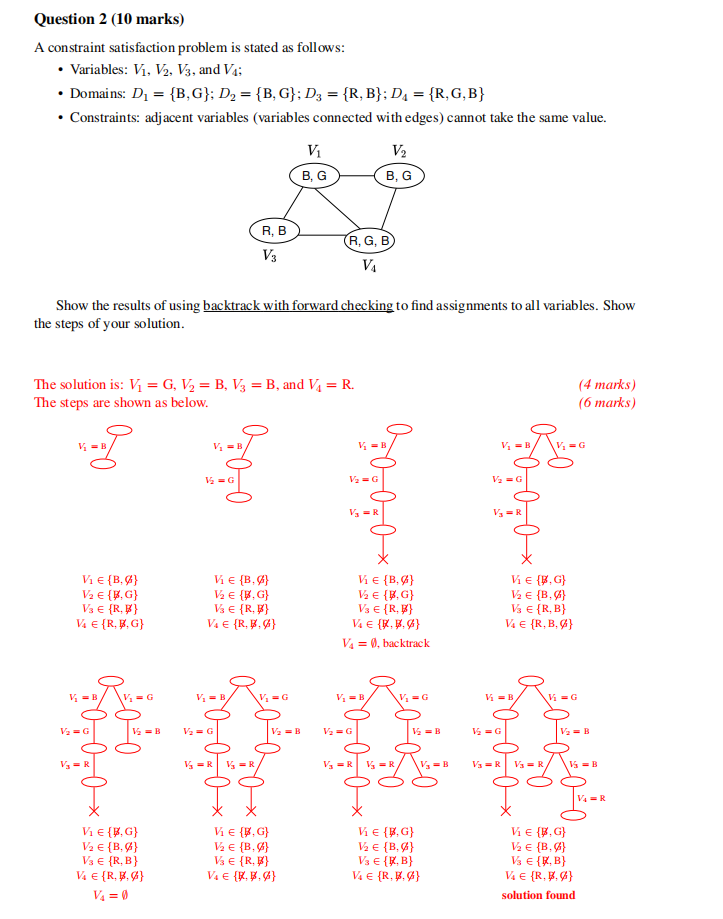 Question 2 (10 marks)
A constraint satisfaction problem is stated as follows:
• Variables: V₁, V₂, V₃, and V₄;
• Domains: D₁ = {B,G}; D₂ = {B,G}; D₃ = {R,B}; D₄ = {R,G,B}
• Constraints: adjacent variables (variables connected with edges) cannot take the same value.
V₁ V₂
B, G B, G
R, B R, G, B
V₃ V₄
Show the results of using backtrack with forward checking to find assignments to all variables. Show
the steps of your solution.
The solution is: V₁ = G, V₂ = B, V₃ = B, and V₄ = R. (4 marks)
The steps are shown as below. (6 marks)
V₁ = B V₁ = B V₁ = B V₁ = B V₁ = G
V₂ = G V₂ = G V₂ = G
V₃ = R V₃ = R
V₁ ∈ {B,G̸} V₁ ∈ {B,G̸} V₁ ∈ {B,G̸} V₁ ∈ {B̸,G}
V₂ ∈ {B̸,G} V₂ ∈ {B̸,G} V₂ ∈ {B̸,G} V₂ ∈ {B,G̸}
V₃ ∈ {R,B̸} V₃ ∈ {R,B̸} V₃ ∈ {R,B̸} V₃ ∈ {R,B}
V₄ ∈ {R,B̸,G} V₄ ∈ {R,B̸,G̸} V₄ ∈ {R̸,B̸,G̸} V₄ ∈ {R,B,G̸}
V₄ = ∅, backtrack
V₁ = B V₁ = G V₁ = B V₁ = G V₁ = B V₁ = G V₁ = B V₁ = G
V₂ = G V₂ = B V₂ = G V₂ = B V₂ = G V₂ = B V₂ = G V₂ = B
V₃ = R V₃ = R V₃ = R V₃ = R V₃ = R V₃ = B V₃ = R V₃ = R V₃ = B
V₄ = R
V₁ ∈ {B̸,G} V₁ ∈ {B̸,G} V₁ ∈ {B̸,G} V₁ ∈ {B̸,G}
V₂ ∈ {B,G̸} V₂ ∈ {B,G̸} V₂ ∈ {B,G̸} V₂ ∈ {B,G̸}
V₃ ∈ {R,B} V₃ ∈ {R,B̸} V₃ ∈ {R̸,B} V₃ ∈ {R̸,B}
V₄ ∈ {R,B̸,G̸} V₄ ∈ {R̸,B̸,G̸} V₄ ∈ {R,B̸,G̸} V₄ ∈ {R,B̸,G̸}
V₄ = ∅ solution found